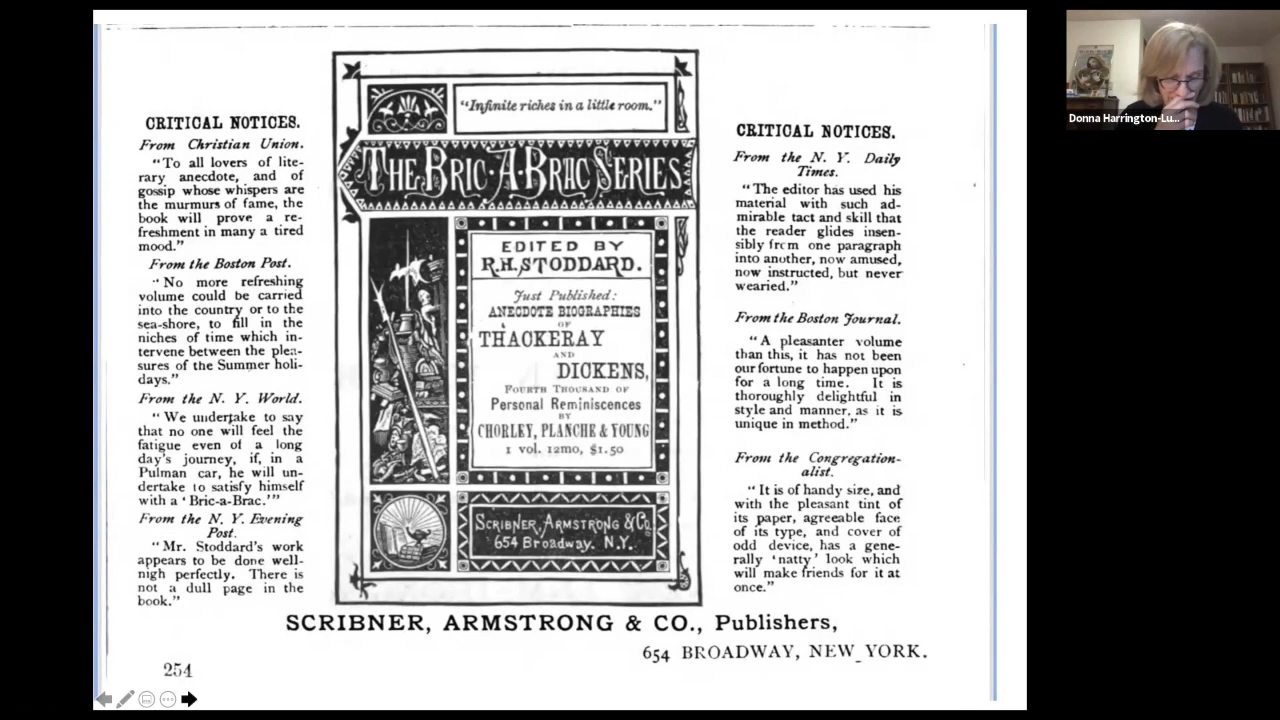 CRITICAL NOTICES.
From Christian Union.
"To all lovers of lite-
rary anecdote, and of
gossip whose whispers are
the murmurs of fame, the
book will prove a re-
freshment in many a tired
mood."
From the Boston Post.
"No more refreshing
volume could be carried
into the country or to the
sea-shore, to fill in the
niches of time which in-
tervene between the plea-
sures of the Summer holi-
days."
From the N. Y. World.
"We undertake to say
that no one will feel the
fatigue even of a long
day's journey, if, in a
Pulman car, he will un-
dertake to satisfy himself
with a 'Bric-a-Brac.'"
From the N. Y. Evening
Post.
"Mr. Stoddard's work
appears to be done well-
nigh perfectly. There is
not a dull page in the
book."
"Infinite riches in a little room."
THE BRIC·A·BRAC SERIES
EDITED BY
R.H. STODDARD.
Just Published:
ANECDOTE BIOGRAPHIES
OF
THACKERAY
AND
DICKENS,
FOURTH THOUSAND OF
Personal Reminiscences
BY
CHORLEY, PLANCHE & YOUNG
1 vol. 12mo, $1.50
SCRIBNER, ARMSTRONG & Co.
654 Broadway. N.Y.
CRITICAL NOTICES.
From the N. Y. Daily
Times.
"The editor has used his
material with such ad-
mirable tact and skill that
the reader glides insen-
sibly from one paragraph
into another, now amused,
now instructed, but never
wearied."
From the Boston Journal.
"A pleasanter volume
than this, it has not been
our fortune to happen upon
for a long time. It is
thoroughly delightful in
style and manner, as it is
unique in method."
From the Congregation-
alist.
"It is of handy size, and
with the pleasant tint of
its paper, agreeable face
of its type, and cover of
odd device, has a gene-
rally 'natty' look which
will make friends for it at
once."
SCRIBNER, ARMSTRONG & CO., Publishers,
654 BROADWAY, NEW YORK.
254
Donna Harrington-Lu...